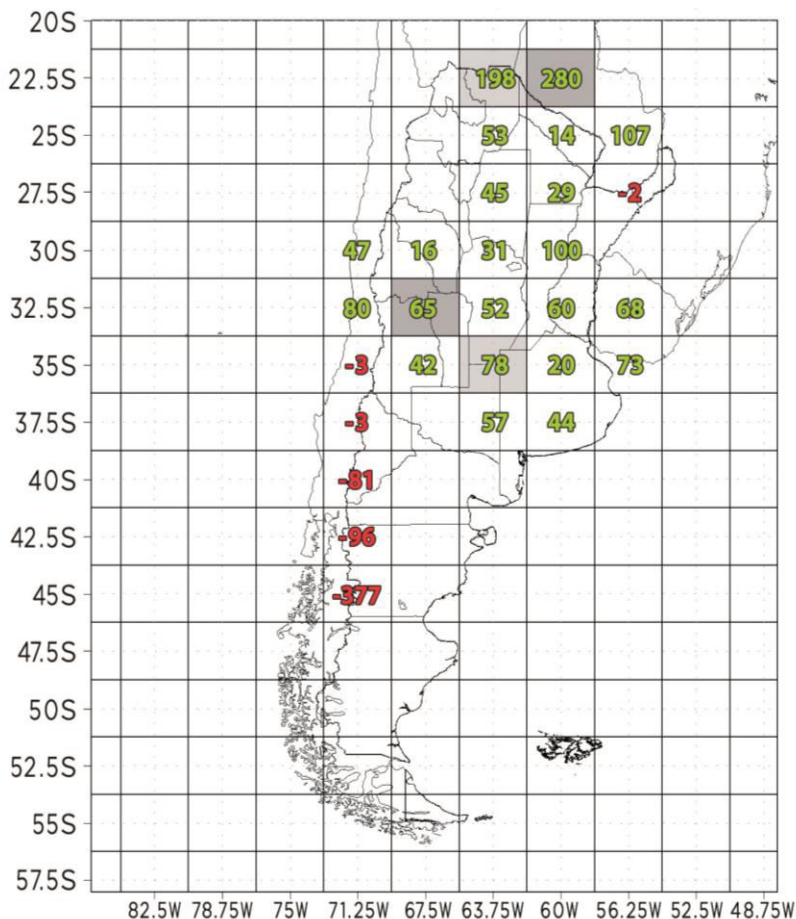 20S
22.5S 198 280
25S 53 14 107
27.5S 45 29 -2
30S 47 16 31 100
32.5S 80 65 52 60 68
35S -3 42 78 20 73
37.5S -3 57 44
40S -81
42.5S -96
45S -377
47.5S
50S
52.5S
55S
57.5S
82.5W 78.75W 75W 71.25W 67.5W 63.75W 60W 56.25W 52.5W 48.75W